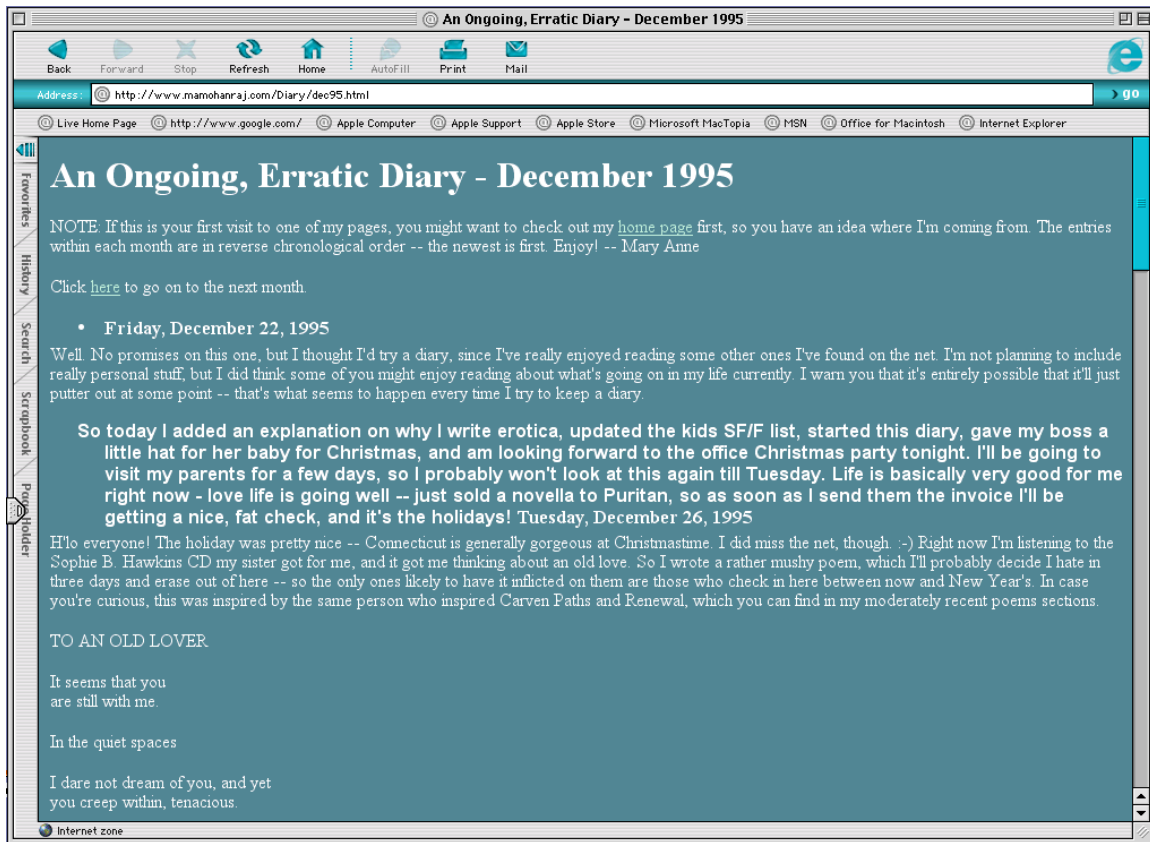 An Ongoing, Erratic Diary - December 1995
Back Forward Stop Refresh Home AutoFill Print Mail
Address: http://www.mamohanraj.com/Diary/dec95.html go
Live Home Page http://www.google.com/ Apple Computer Apple Support Apple Store Microsoft MacTopia MSN Office for Macintosh Internet Explorer
Favorites
History
Search
Scrapbook
Page Holder
An Ongoing, Erratic Diary - December 1995
NOTE: If this is your first visit to one of my pages, you might want to check out my home page first, so you have an idea where I'm coming from. The entries
within each month are in reverse chronological order -- the newest is first. Enjoy! -- Mary Anne
Click here to go on to the next month.
• Friday, December 22, 1995
Well. No promises on this one, but I thought I'd try a diary, since I've really enjoyed reading some other ones I've found on the net. I'm not planning to include
really personal stuff, but I did think some of you might enjoy reading about what's going on in my life currently. I warn you that it's entirely possible that it'll just
putter out at some point -- that's what seems to happen every time I try to keep a diary.
So today I added an explanation on why I write erotica, updated the kids SF/F list, started this diary, gave my boss a
little hat for her baby for Christmas, and am looking forward to the office Christmas party tonight. I'll be going to
visit my parents for a few days, so I probably won't look at this again till Tuesday. Life is basically very good for me
right now - love life is going well -- just sold a novella to Puritan, so as soon as I send them the invoice I'll be
getting a nice, fat check, and it's the holidays! Tuesday, December 26, 1995
H'lo everyone! The holiday was pretty nice -- Connecticut is generally gorgeous at Christmastime. I did miss the net, though. :-) Right now I'm listening to the
Sophie B. Hawkins CD my sister got for me, and it got me thinking about an old love. So I wrote a rather mushy poem, which I'll probably decide I hate in
three days and erase out of here -- so the only ones likely to have it inflicted on them are those who check in here between now and New Year's. In case
you're curious, this was inspired by the same person who inspired Carven Paths and Renewal, which you can find in my moderately recent poems sections.
TO AN OLD LOVER
It seems that you
are still with me.
In the quiet spaces
I dare not dream of you, and yet
you creep within, tenacious.
Internet zone